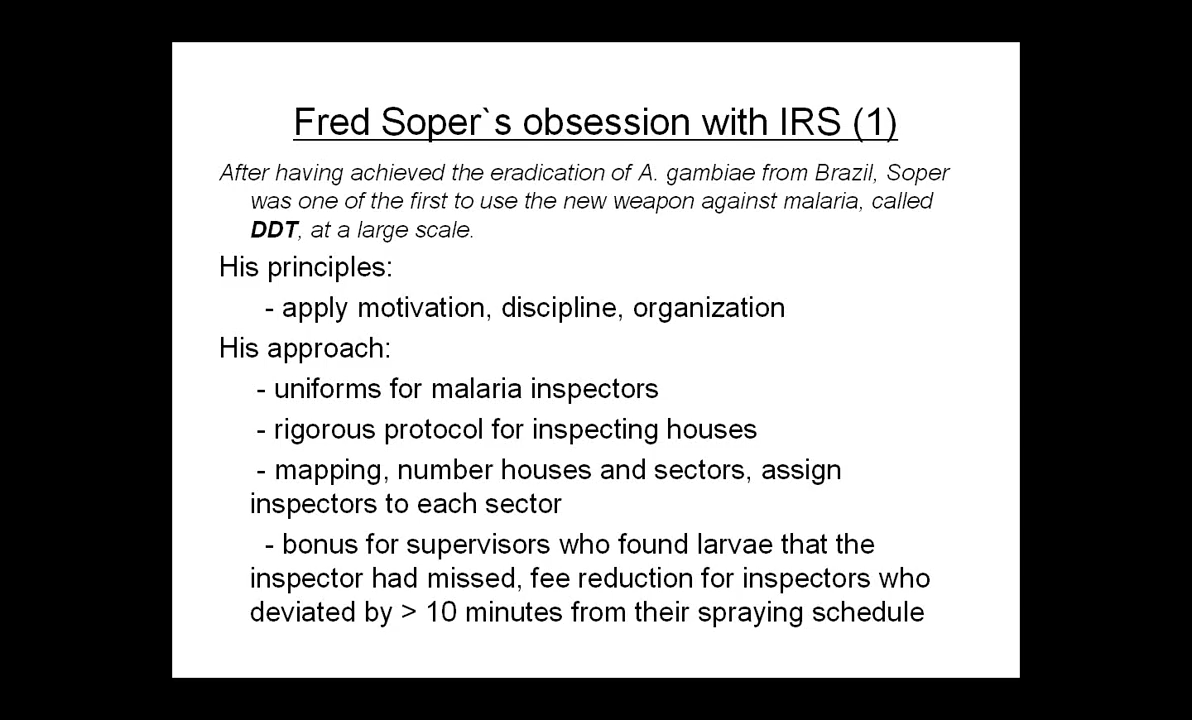 Fred Soper`s obsession with IRS (1)
After having achieved the eradication of A. gambiae from Brazil, Soper
was one of the first to use the new weapon against malaria, called
DDT, at a large scale.
His principles:
- apply motivation, discipline, organization
His approach:
- uniforms for malaria inspectors
- rigorous protocol for inspecting houses
- mapping, number houses and sectors, assign
inspectors to each sector
- bonus for supervisors who found larvae that the
inspector had missed, fee reduction for inspectors who
deviated by > 10 minutes from their spraying schedule